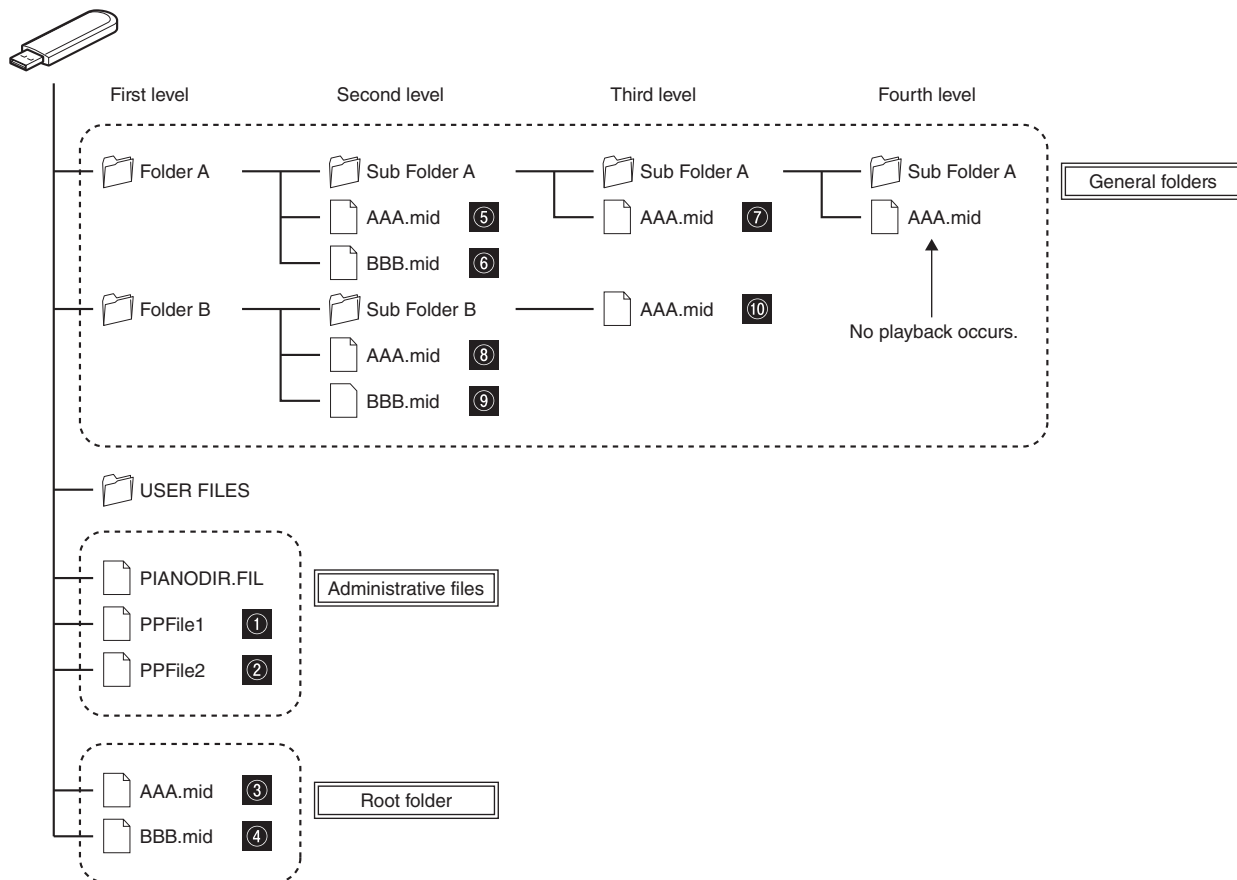 First level Second level Third level Fourth level
Folder A Sub Folder A Sub Folder A Sub Folder A General folders
AAA.mid ⑤ AAA.mid ⑦ AAA.mid
BBB.mid ⑥
Folder B Sub Folder B AAA.mid ⑩ No playback occurs.
AAA.mid ⑧
BBB.mid ⑨
USER FILES
PIANODIR.FIL Administrative files
PPFile1 ①
PPFile2 ②
AAA.mid ③ Root folder
BBB.mid ④